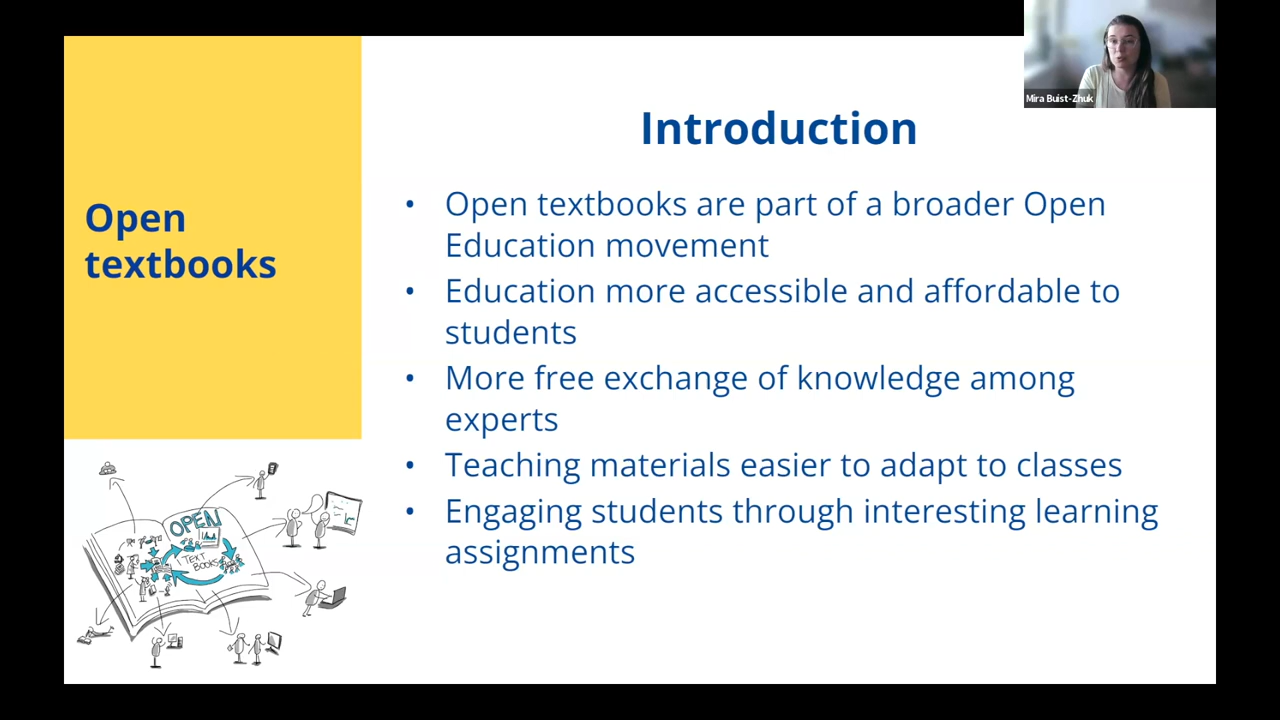 Mira Buist-Zhuk
Open
textbooks
Introduction
• Open textbooks are part of a broader Open
Education movement
• Education more accessible and affordable to
students
• More free exchange of knowledge among
experts
• Teaching materials easier to adapt to classes
• Engaging students through interesting learning
assignments
OPEN
TEXT
BOOKS